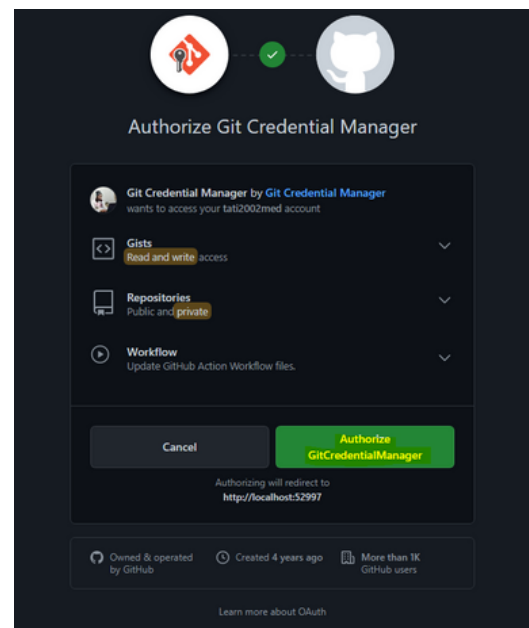 Authorize Git Credential Manager
Git Credential Manager by Git Credential Manager
wants to access your tati2002med account
Gists
Read and write access
Repositories
Public and private
Workflow
Update GitHub Action Workflow files.
Cancel
Authorize
GitCredentialManager
Authorizing will redirect to
http://localhost:52997
Owned & operated
by GitHub
Created 4 years ago
More than 1K
GitHub users
Learn more about OAuth